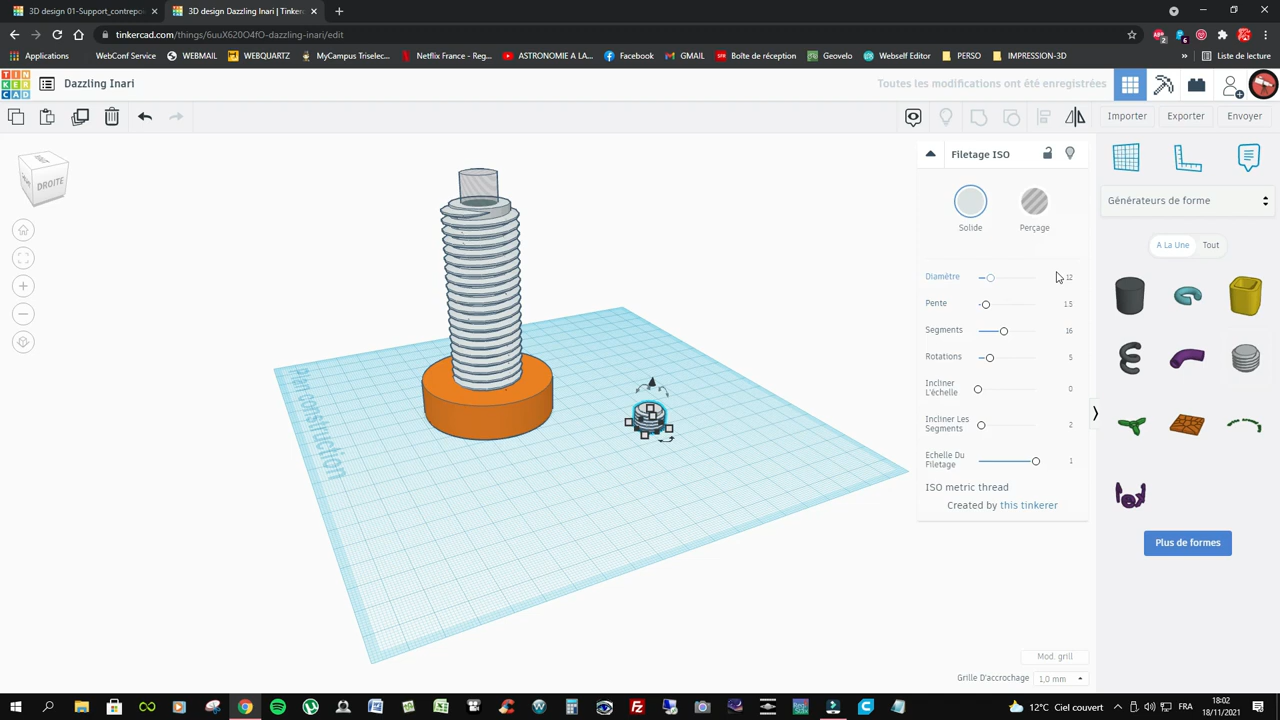 3D design 01-Support_contrepoi
3D design Dazzling Inari | Tinker
tinkercad.com/things/6uuX620O4fO-dazzling-inari/edit
Applications
WebConf Service
WEBMAIL
WEBQUARTZ
MyCampus Triselec...
Netflix France - Reg...
ASTRONOMIE A LA...
Facebook
GMAIL
Boîte de réception
Geovelo
Webself Editor
PERSO
IMPRESSION-3D
»
Liste de lecture
TIN
KER
CAD
Dazzling Inari
Toutes les modifications ont été enregistrées
Importer
Exporter
Envoyer
DROITE
Filetage ISO
Solide
Perçage
Diamètre 12
Pente 1.5
Segments 16
Rotations 5
Incliner
L'échelle 0
Incliner Les
Segments 2
Echelle Du
Filetage 1
ISO metric thread
Created by this tinkerer
Générateurs de forme
A La Une
Tout
Plus de formes
Mod. grill
Grille D'accrochage 1,0 mm
12°C Ciel couvert
FRA
18:02
18/11/2021